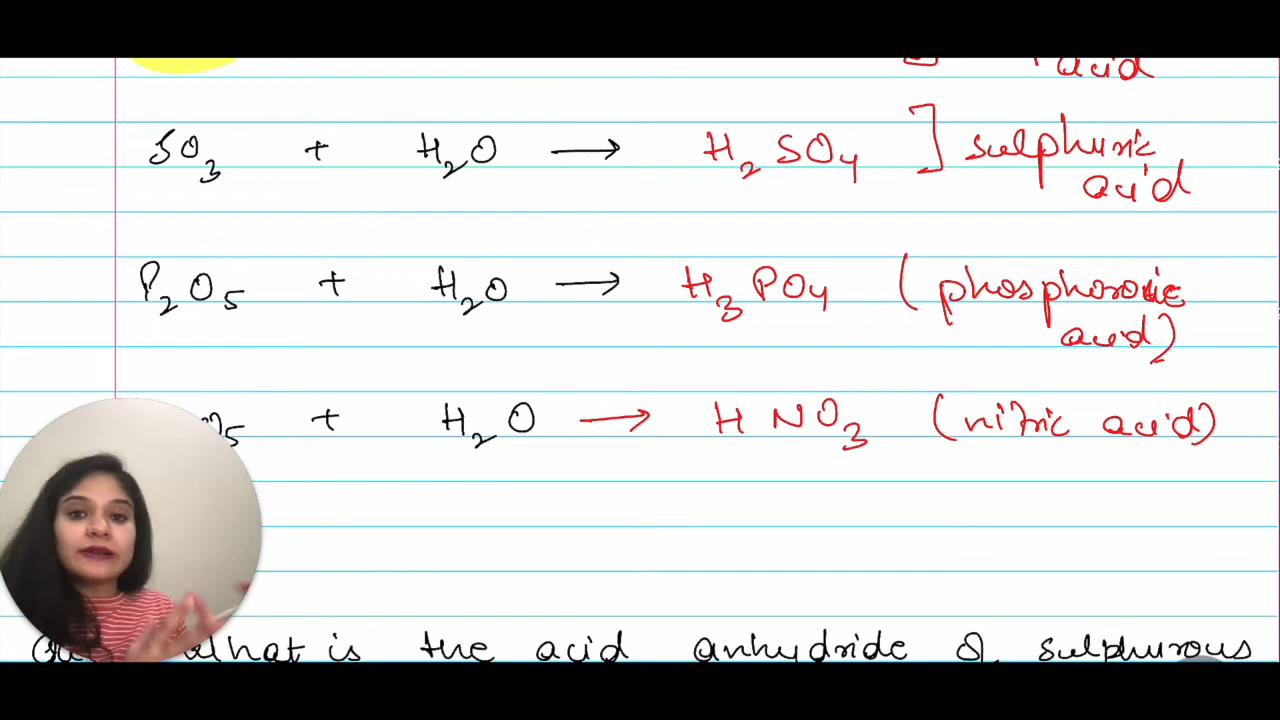 acid
SO₃ + H₂O → H₂SO₄ ] sulphuric
acid
P₂O₅ + H₂O → H₃PO₄ (phosphoric
acid)
₅ + H₂O → HNO₃ (nitric acid)
What is the acid anhydride of sulphurous